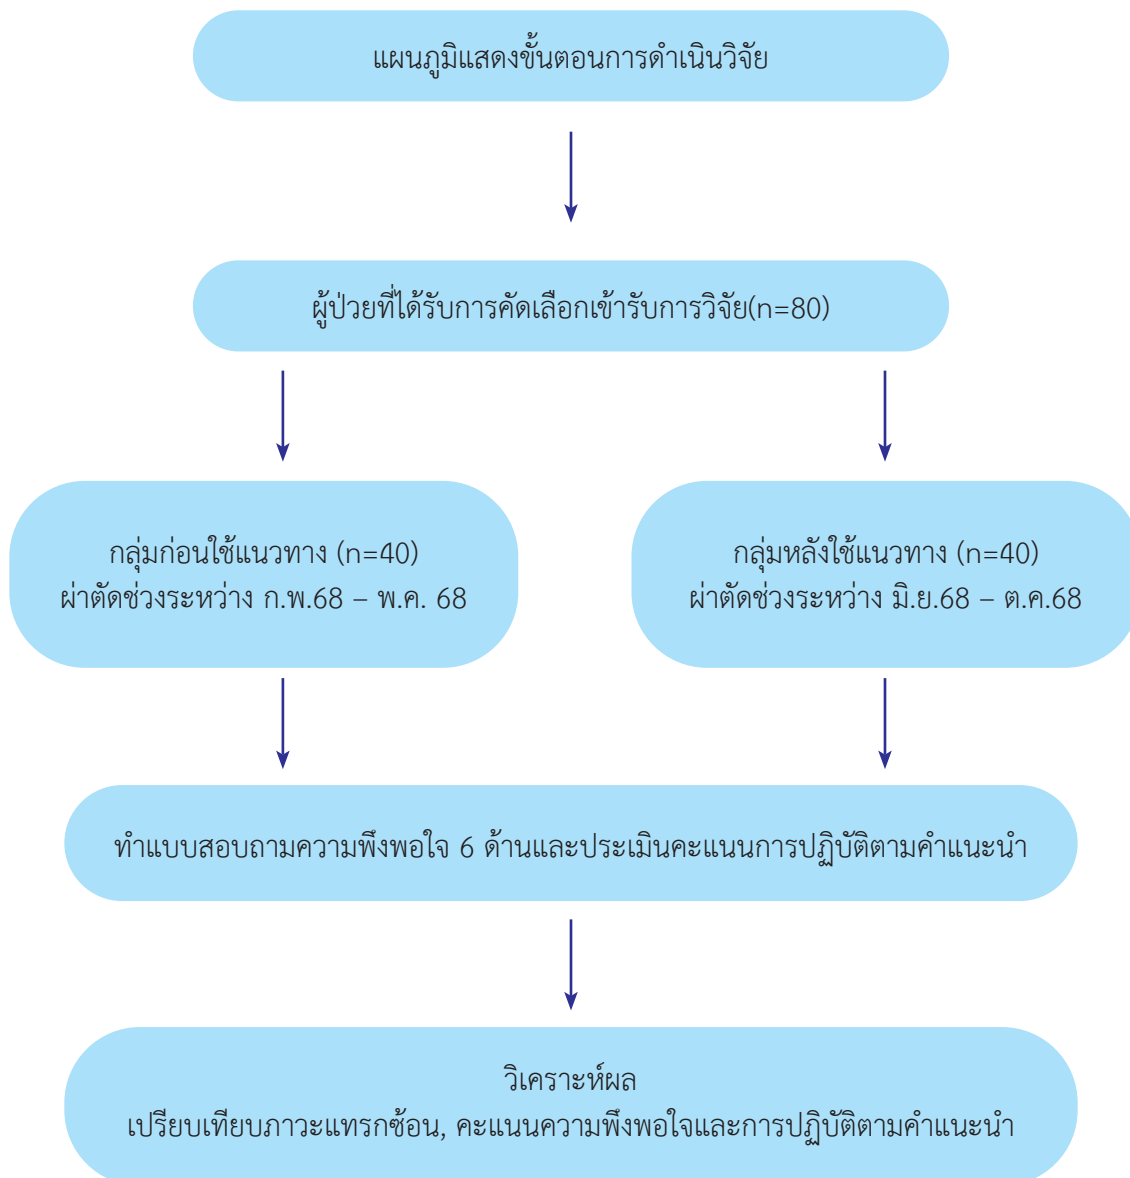 แผนภูมิแสดงขั้นตอนการดำเนินวิจัย
ผู้ป่วยที่ได้รับการคัดเลือกเข้ารับการวิจัย(n=80)
กลุ่มก่อนใช้แนวทาง (n=40)
ผ่าตัดช่วงระหว่าง ก.พ.68 – พ.ค. 68
กลุ่มหลังใช้แนวทาง (n=40)
ผ่าตัดช่วงระหว่าง มิ.ย.68 – ต.ค.68
ทำแบบสอบถามความพึงพอใจ 6 ด้านและประเมินคะแนนการปฏิบัติตามคำแนะนำ
วิเคราะห์ผล
เปรียบเทียบภาวะแทรกซ้อน, คะแนนความพึงพอใจและการปฏิบัติตามคำแนะนำ